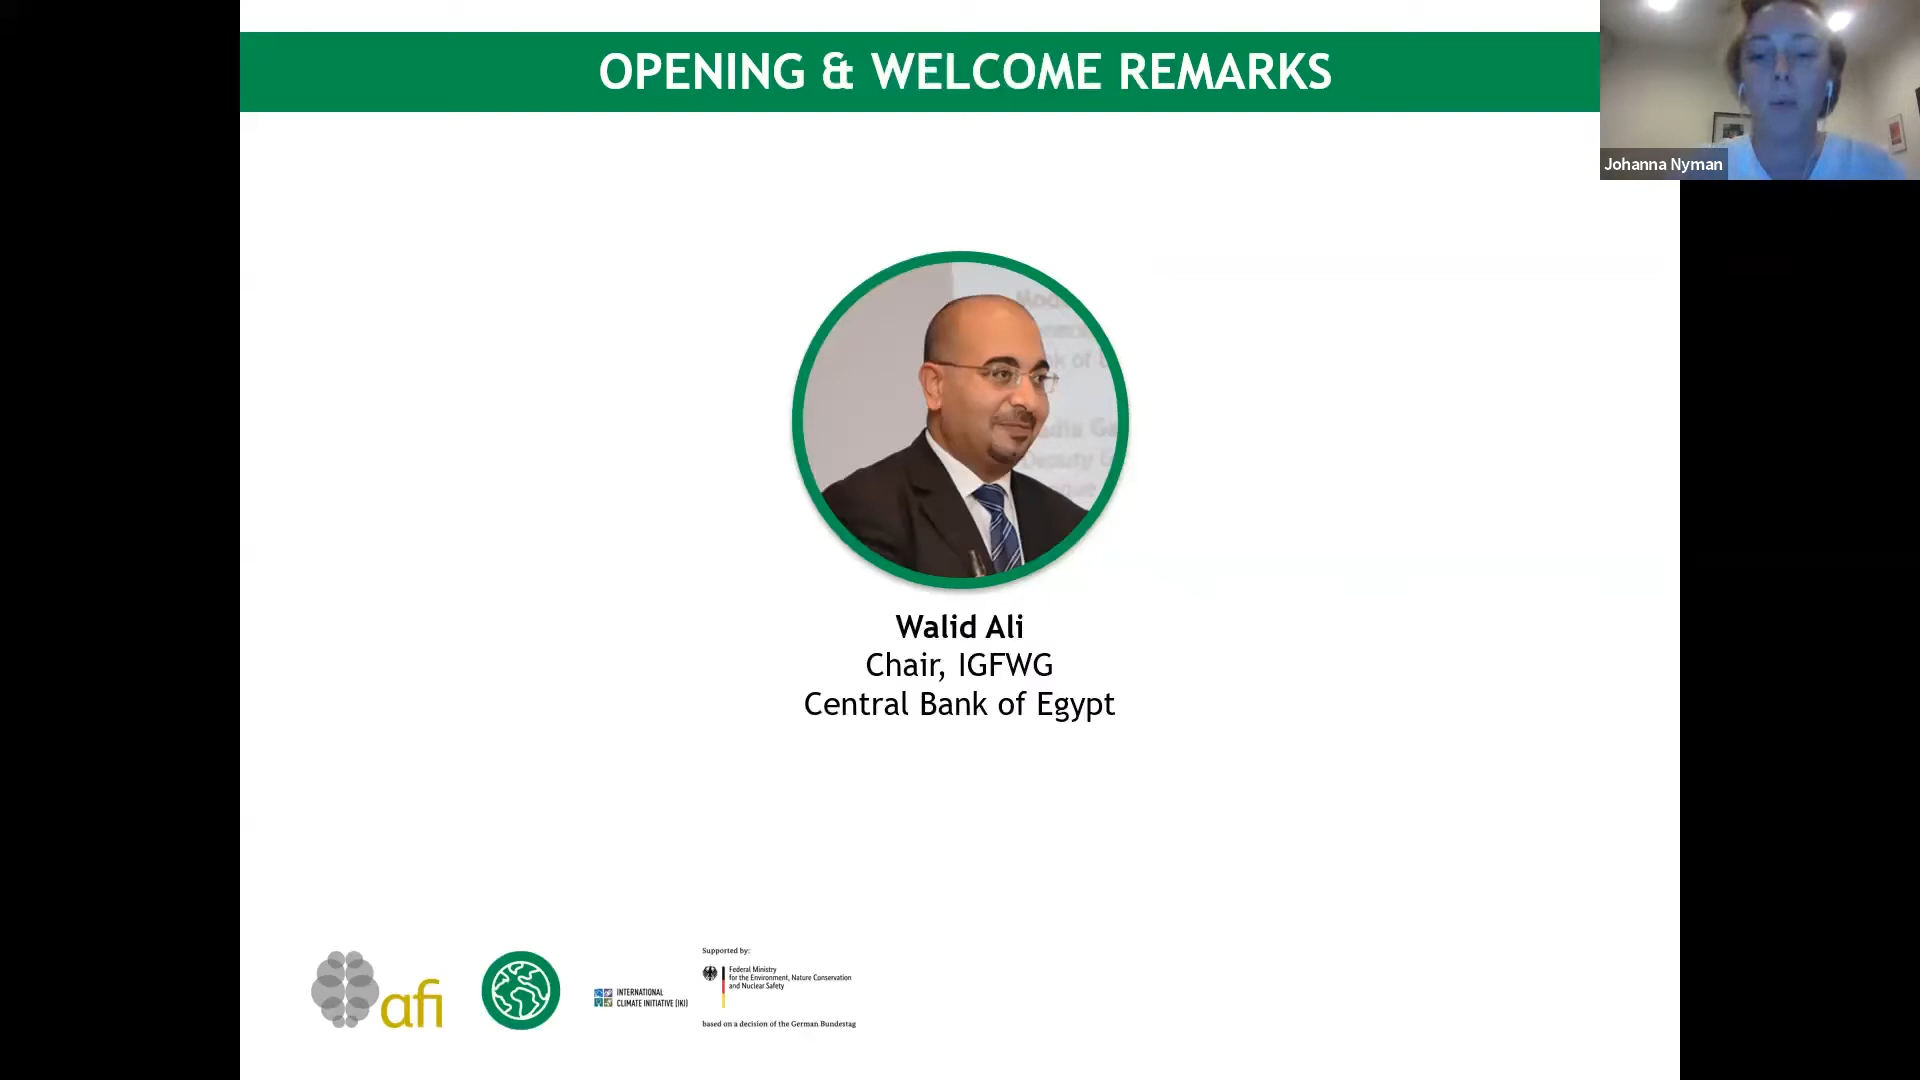 OPENING & WELCOME REMARKS
Johanna Nyman
Walid Ali
Chair, IGFWG
Central Bank of Egypt
afi
INTERNATIONAL
CLIMATE INITIATIVE (IKI)
Supported by:
Federal Ministry
for the Environment, Nature Conservation
and Nuclear Safety
based on a decision of the German Bundestag